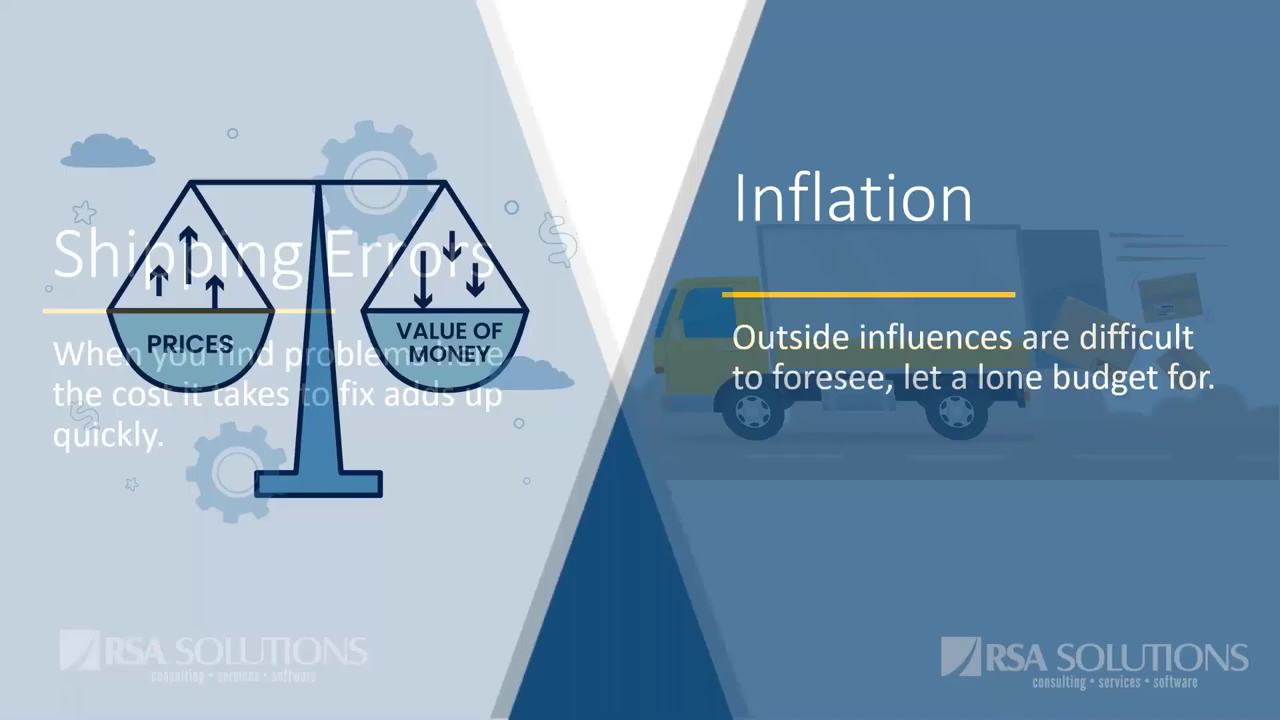 Shipping Errors
When you find problems here
the cost it takes to fix adds up
quickly.
PRICES
VALUE OF
MONEY
Inflation
Outside influences are difficult
to foresee, let a lone budget for.
RSA SOLUTIONS
consulting • services • software
RSA SOLUTIONS
consulting • services • software